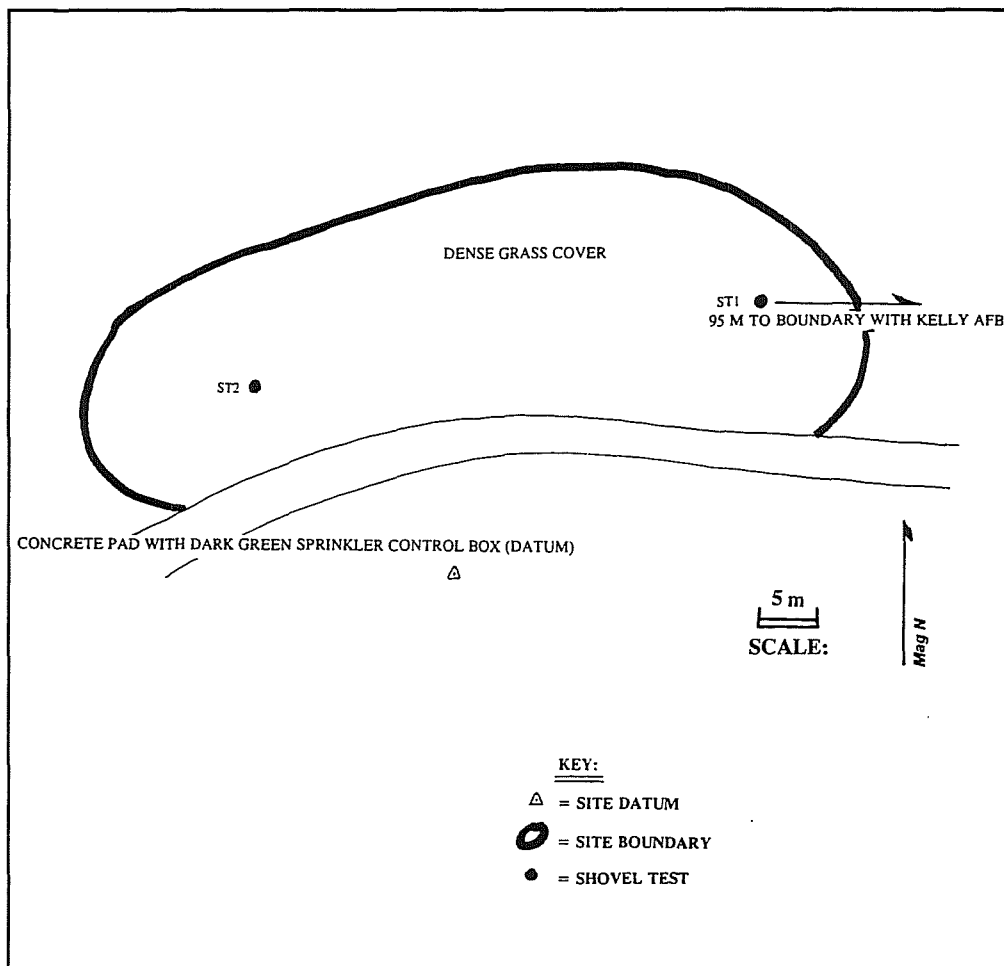 DENSE GRASS COVER
ST1
95 M TO BOUNDARY WITH KELLY AFB
ST2
CONCRETE PAD WITH DARK GREEN SPRINKLER CONTROL BOX (DATUM)
5 m
SCALE:
Mag N
KEY:
= SITE DATUM
= SITE BOUNDARY
= SHOVEL TEST